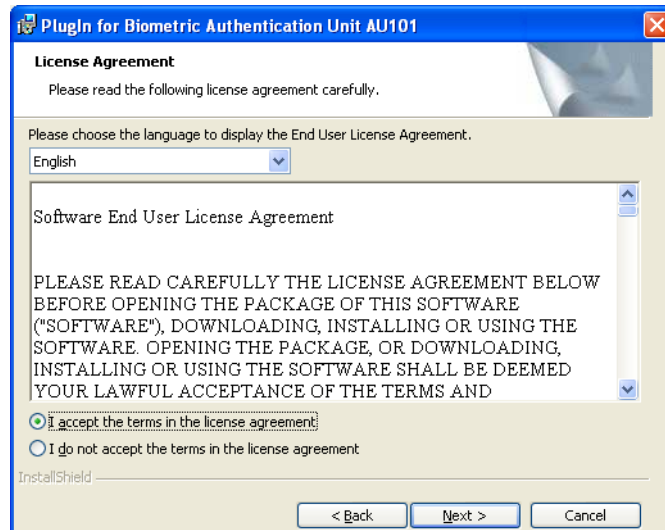 PlugIn for Biometric Authentication Unit AU101
License Agreement
Please read the following license agreement carefully.
Please choose the language to display the End User License Agreement.
English
Software End User License Agreement
PLEASE READ CAREFULLY THE LICENSE AGREEMENT BELOW
BEFORE OPENING THE PACKAGE OF THIS SOFTWARE
("SOFTWARE"), DOWNLOADING, INSTALLING OR USING THE
SOFTWARE. OPENING THE PACKAGE, OR DOWNLOADING,
INSTALLING OR USING THE SOFTWARE SHALL BE DEEMED
YOUR LAWFUL ACCEPTANCE OF THE TERMS AND
I accept the terms in the license agreement
I do not accept the terms in the license agreement
InstallShield
< Back Next > Cancel